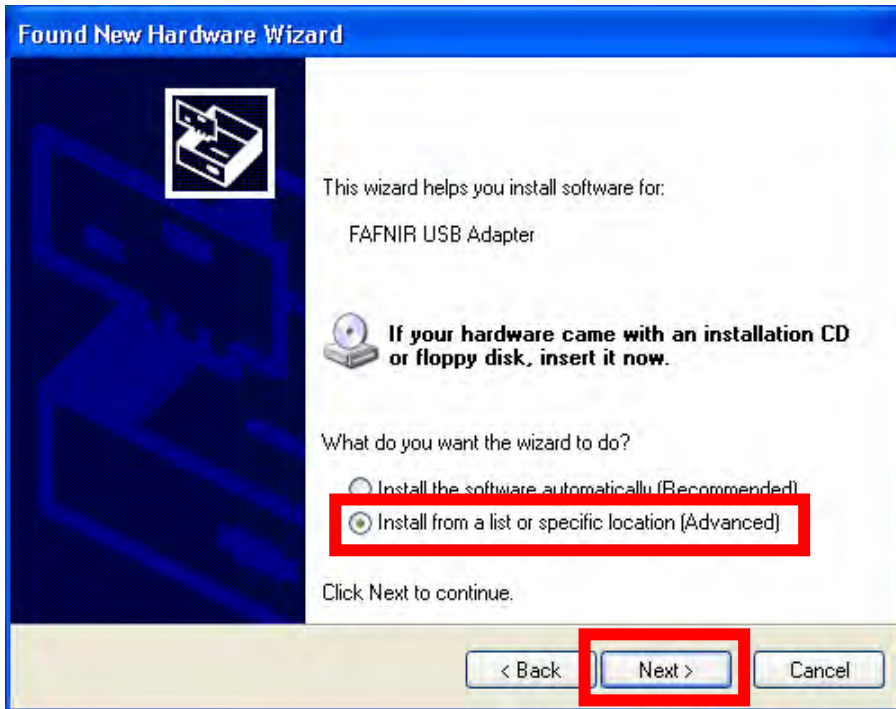 Found New Hardware Wizard
This wizard helps you install software for:
FAFNIR USB Adapter
If your hardware came with an installation CD
or floppy disk, insert it now.
What do you want the wizard to do?
Install the software automatically (Recommended)
Install from a list or specific location (Advanced)
Click Next to continue.
< Back
Next >
Cancel